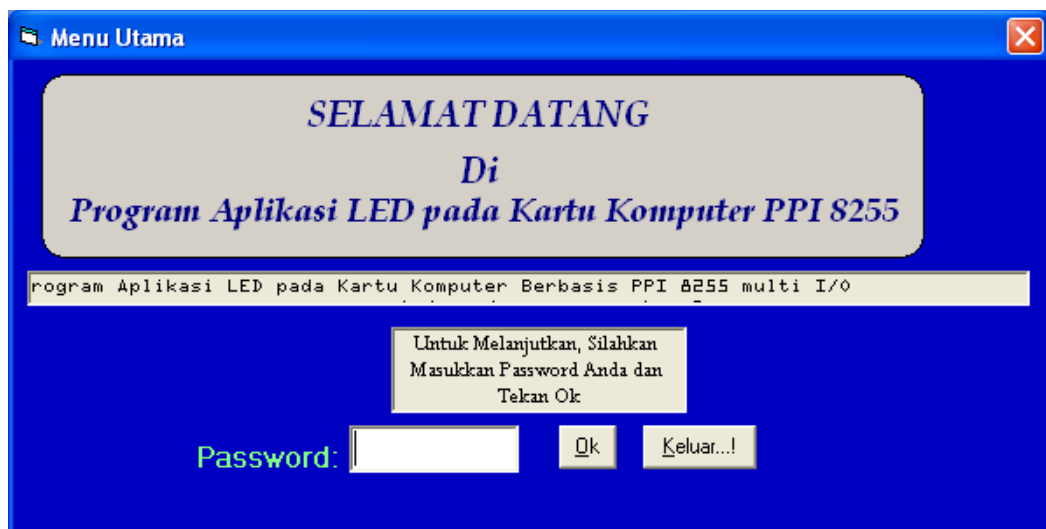 Menu Utama
SELAMAT DATANG
Di
Program Aplikasi LED pada Kartu Komputer PPI 8255
rogram Aplikasi LED pada Kartu Komputer Berbasis PPI 8255 multi I/O
Untuk Melanjutkan, Silahkan
Masukkan Password Anda dan
Tekan Ok
Password:
Ok
Keluar...!